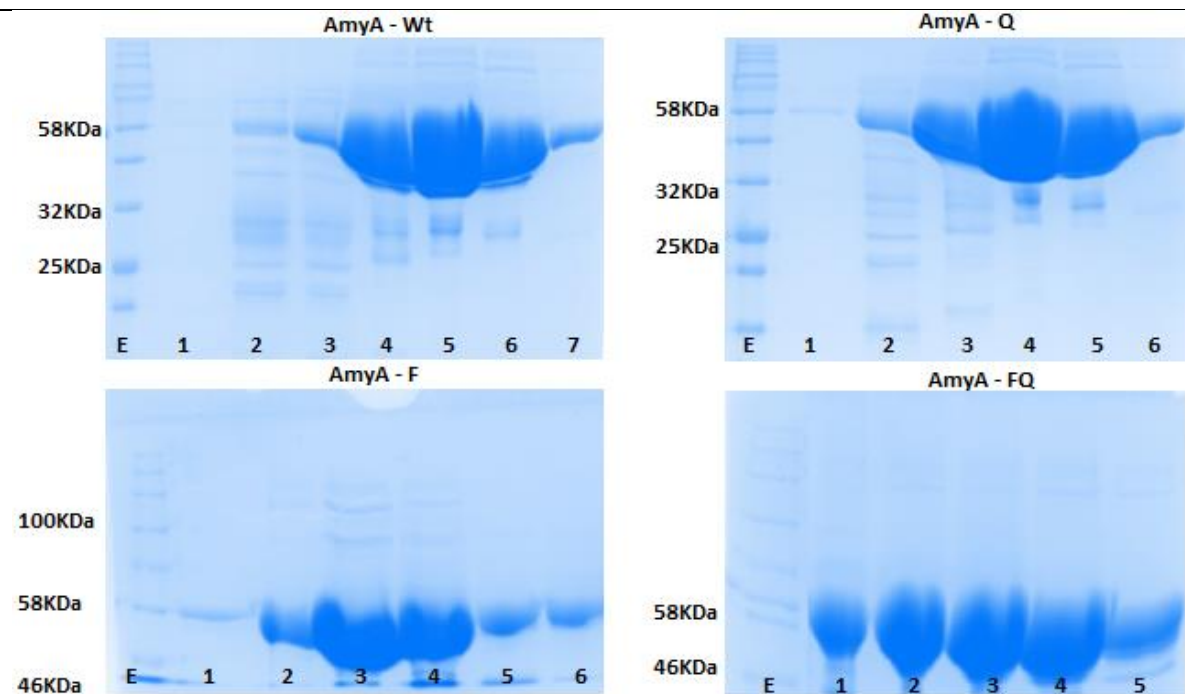 AmyA - Wt
58KDa
32KDa
25KDa
E 1 2 3 4 5 6 7
AmyA - Q
58KDa
32KDa
25KDa
E 1 2 3 4 5 6
AmyA - F
100KDa
58KDa
46KDa
E 1 2 3 4 5 6
AmyA - FQ
58KDa
46KDa
E 1 2 3 4 5